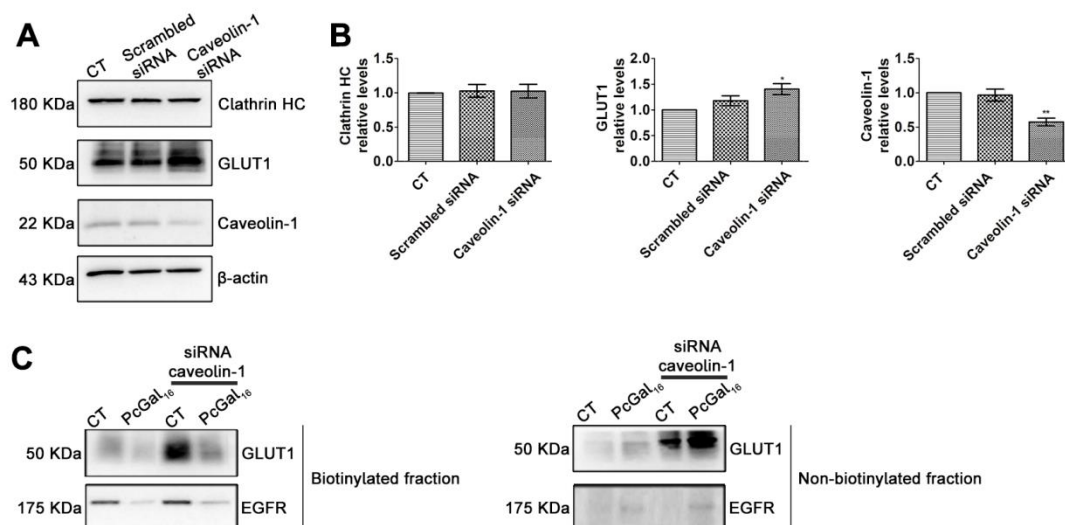 A
CT
Scrambled
siRNA
Caveolin-1
siRNA
180 KDa
Clathrin HC
50 KDa
GLUT1
22 KDa
Caveolin-1
43 KDa
β-actin
B
Clathrin HC
relative levels
1.5
1.0
0.5
0.0
CT
Scrambled siRNA
Caveolin-1 siRNA
GLUT1
relative levels
2.0
1.5
1.0
0.5
0.0
*
CT
Scrambled siRNA
Caveolin-1 siRNA
Caveolin-1
relative levels
1.5
1.0
0.5
0.0
**
CT
Scrambled siRNA
Caveolin-1 siRNA
C
siRNA
caveolin-1
CT
PcGal₁₆
CT
PcGal₁₆
50 KDa
GLUT1
175 KDa
EGFR
Biotinylated fraction
siRNA
caveolin-1
CT
PcGal₁₆
CT
PcGal₁₆
50 KDa
GLUT1
175 KDa
EGFR
Non-biotinylated fraction